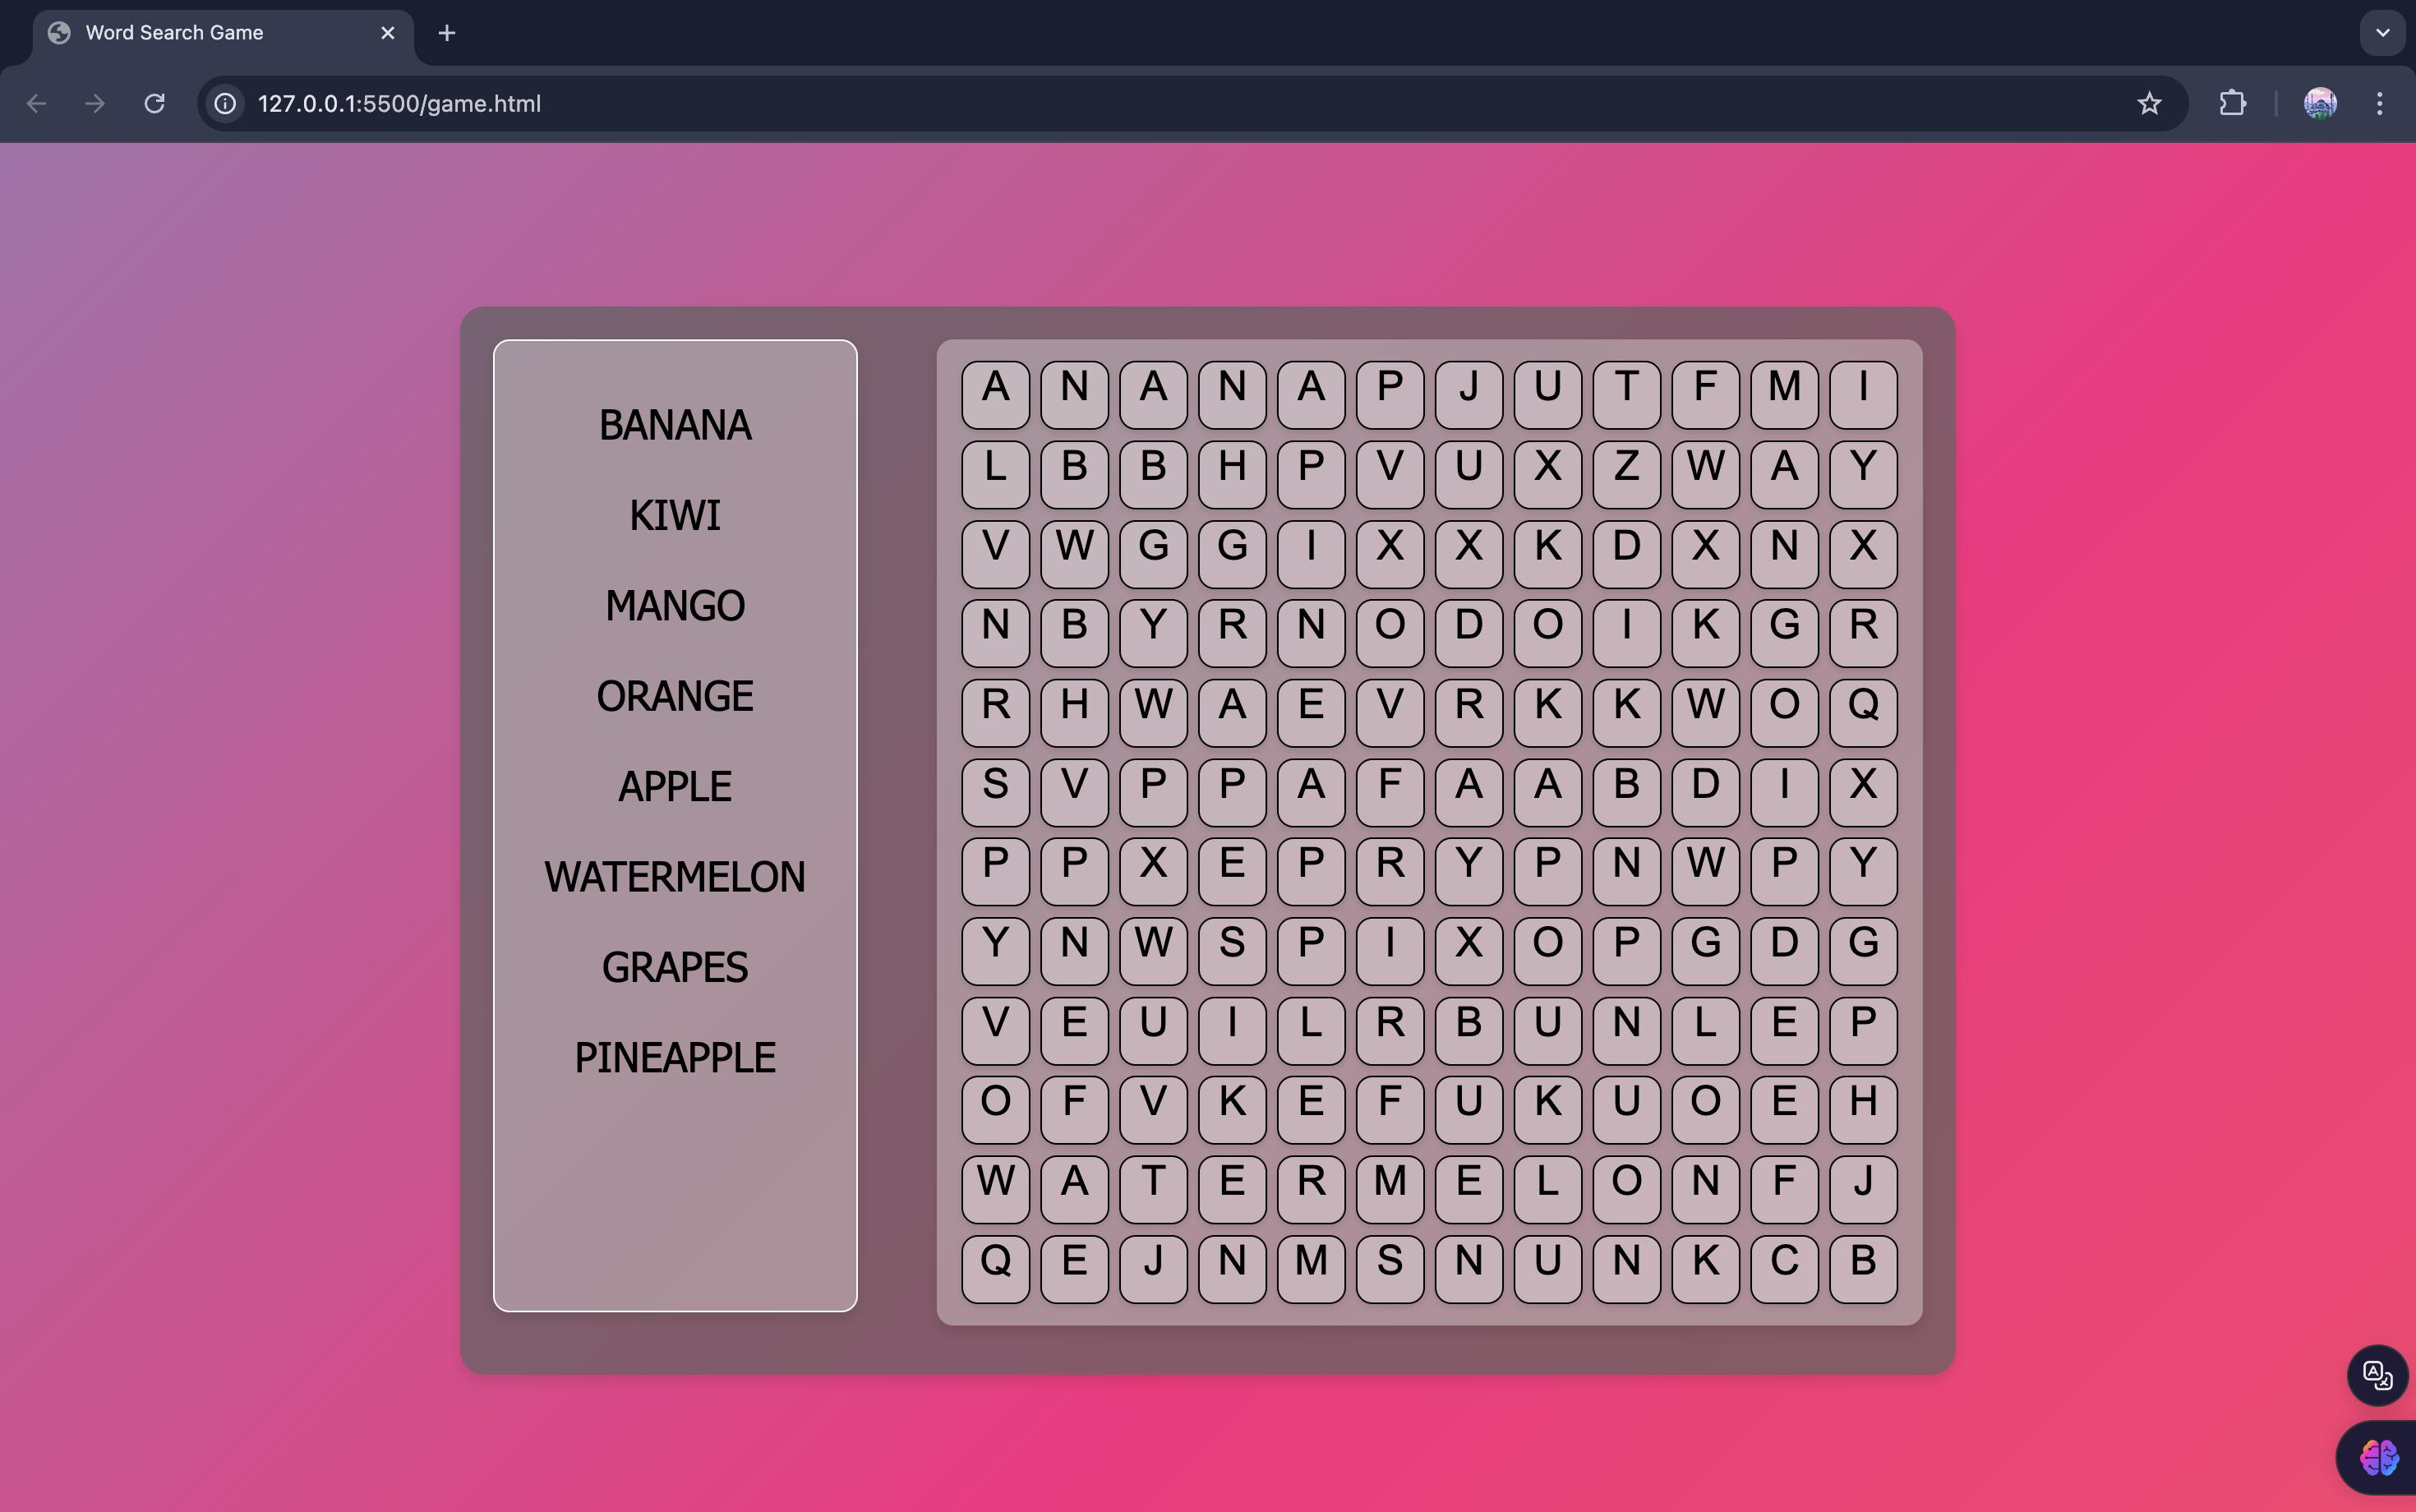 Word Search Game
127.0.0.1:5500/game.html
BANANA
KIWI
MANGO
ORANGE
APPLE
WATERMELON
GRAPES
PINEAPPLE
A N A N A P J U T F M I
L B B H P V U X Z W A Y
V W G G I X X K D X N X
N B Y R N O D O I K G R
R H W A E V R K K W O Q
S V P P A F A A B D I X
P P X E P R Y P N W P Y
Y N W S P I X O P G D G
V E U I L R B U N L E P
O F V K E F U K U O E H
W A T E R M E L O N F J
Q E J N M S N U N K C B